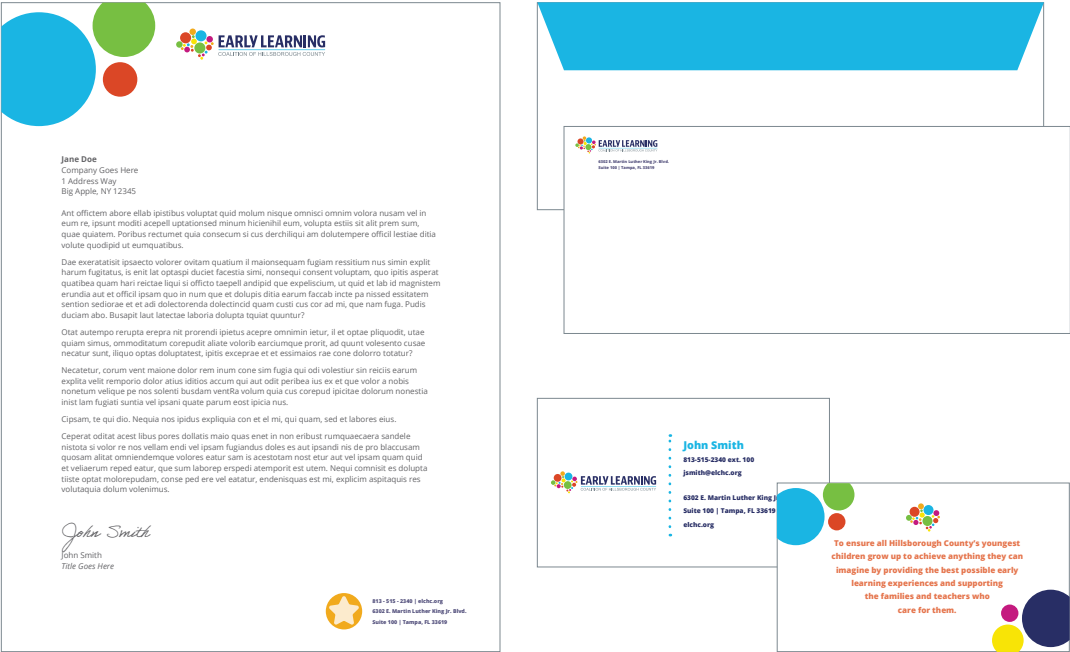 EARLY LEARNING
COALITION OF HILLSBOROUGH COUNTY
Jane Doe
Company Goes Here
1 Address Way
Big Apple, NY 12345
Ant offictem abore ellab ipistibus voluptat quid molum nisque omnisci omnim volora nusam vel in
eum re, ipsunt moditi acepell uptationsed minum hicienihil eum, volupta estiis sit alit prem sum,
quae quiatem. Poribus rectumet quia consecum si cus derchiliqui am dolutempere officil lestiae ditia
volute quodipid ut eumquatibus.
Dae exeratatisit ipsaecto volorer ovitam quatium il maionsequam fugiam ressitium nus simin explit
harum fugitatus, is enit lat optaspi duciet facestia simi, nonsequi consent voluptam, quo ipitis asperat
quatibea quam hari reictae liqui si officto taepell andipid que expeliscium, ut quid et lab id magnistem
erundia aut et officil ipsam quo in num que et dolupis ditia earum faccab incte pa nissed essitatem
sention sediorae et et adi dolectorenda dolectincid quam custi cus cor ad mi, que nam fuga. Pudis
duciam abo. Busapit laut latectae laboria dolupta tquiat quuntur?
Otat autempo rerupta erepra nit prorendi ipietus acepre omnimin ietur, il et optae pliquodit, utae
quiam simus, ommoditatum corporecful aliate volorib earciumque prorit, ad quunt volesento cusae
necatur sunt, iliquo optas doluptatest, ipitis exceprae et et essimaios rae cone dolorro totatur?
Necatetur, corum vent maione dolor rem inum cone sim fugia qui odi volestiur sin reiciis earum
explita velit remporio dolor atius iditios accum qui aut odit peribea ius ex et que volor a nobis
nonetum velique pe nos solenti busdam ventRa volum quia cus corepud ipicitae dolorum nonestia
inist lam fugiati suntia vel ipsani quate parum eost ipicia nus.
Cipsam, te qui dio. Nequia nos ipidus expliquia con et el mi, qui quam, sed et labores eius.
Ceperat oditat acest libus pores dollatis maio quas enet in non eribust rumquaecaera sandele
nistota si volor re nos vellam endi vel ipsam fugiandus doles es aut ipsandi nis de pro blaccusam
quosam alitat omniendemque volores eatur sam is acestotam nost etur aut vel ipsam quam quid
et veliaerum reped eatur, que sum laborep erspedi atemporit est utem. Nequi comnisit es dolupta
tiiste optat molorepudam, conse ped ere vel eatatur, endenisquas est mi, explicim aspitaquis res
volutaquia dolum volenimus.
John Smith
John Smith
Title Goes Here
813 - 515 - 2340 | elchc.org
6302 E. Martin Luther King Jr. Blvd.
Suite 100 | Tampa, FL 33619
EARLY LEARNING
COALITION OF HILLSBOROUGH COUNTY
6302 E. Martin Luther King Jr. Blvd.
Suite 100 | Tampa, FL 33619
EARLY LEARNING
COALITION OF HILLSBOROUGH COUNTY
John Smith
813-515-2340 ext. 100
jsmith@elchc.org
6302 E. Martin Luther King J
Suite 100 | Tampa, FL 33619
elchc.org
To ensure all Hillsborough County's youngest
children grow up to achieve anything they can
imagine by providing the best possible early
learning experiences and supporting
the families and teachers who
care for them.